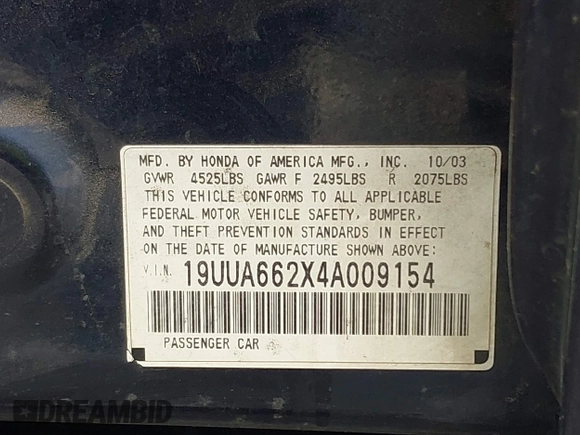 MFD. BY HONDA OF AMERICA MFG., INC. 10/03
GVWR 4525LBS GAWR F 2495LBS R 2075LBS
THIS VEHICLE CONFORMS TO ALL APPLICABLE
FEDERAL MOTOR VEHICLE SAFETY, BUMPER,
AND THEFT PREVENTION STANDARDS IN EFFECT
ON THE DATE OF MANUFACTURE SHOWN ABOVE:
V.I.N. 19UUA662X4A009154
PASSENGER CAR
DREAMBID